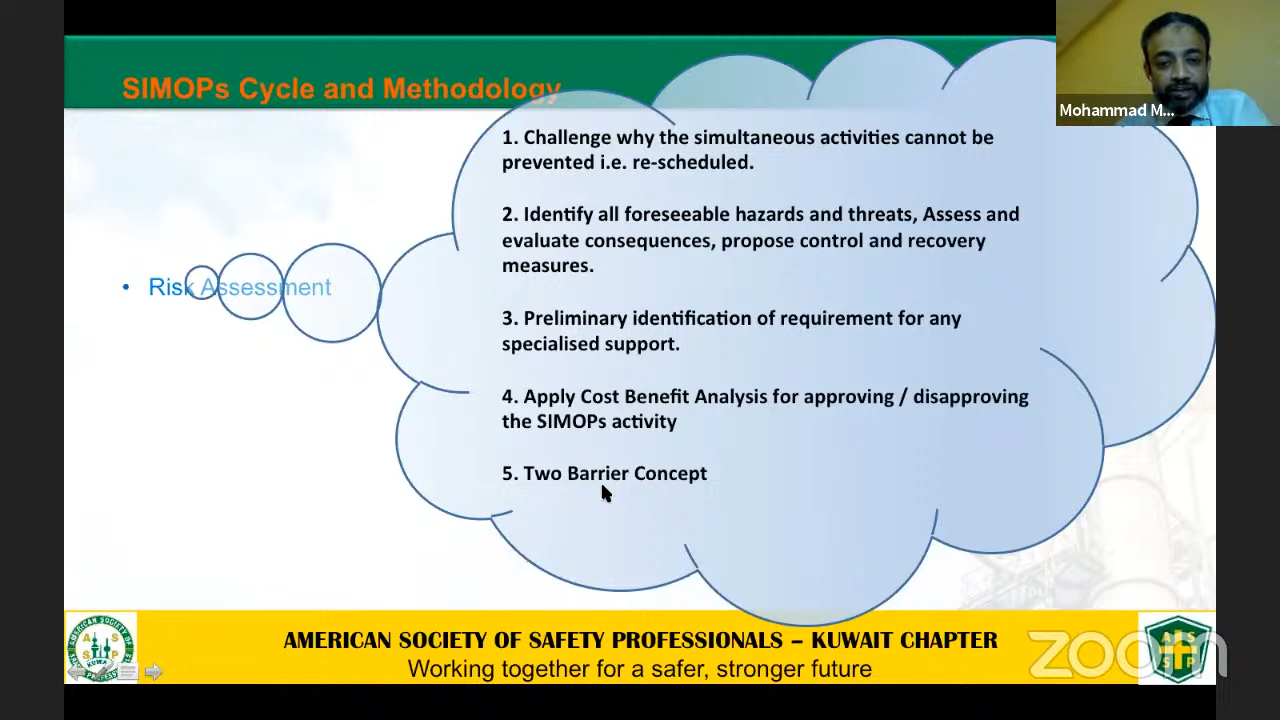 SIMOPs Cycle and Methodology
Mohammad M...
1. Challenge why the simultaneous activities cannot be
prevented i.e. re-scheduled.
2. Identify all foreseeable hazards and threats, Assess and
evaluate consequences, propose control and recovery
measures.
• Risk Assessment
3. Preliminary identification of requirement for any
specialised support.
4. Apply Cost Benefit Analysis for approving / disapproving
the SIMOPs activity
5. Two Barrier Concept
AMERICAN SOCIETY OF SAFETY PROFESSIONALS – KUWAIT CHAPTER
Working together for a safer, stronger future
zoom